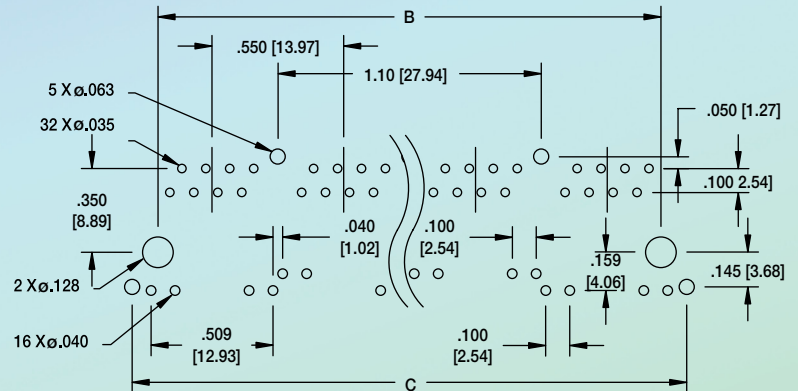 B
.550 [13.97]
1.10 [27.94]
5 X ø.063
.050 [1.27]
32 X ø.035
.100 2.54]
.350
[8.89]
.040
[1.02]
.100
[2.54]
.159
[4.06]
.145 [3.68]
2 X ø.128
16 X ø.040
.509
[12.93]
.100
[2.54]
C